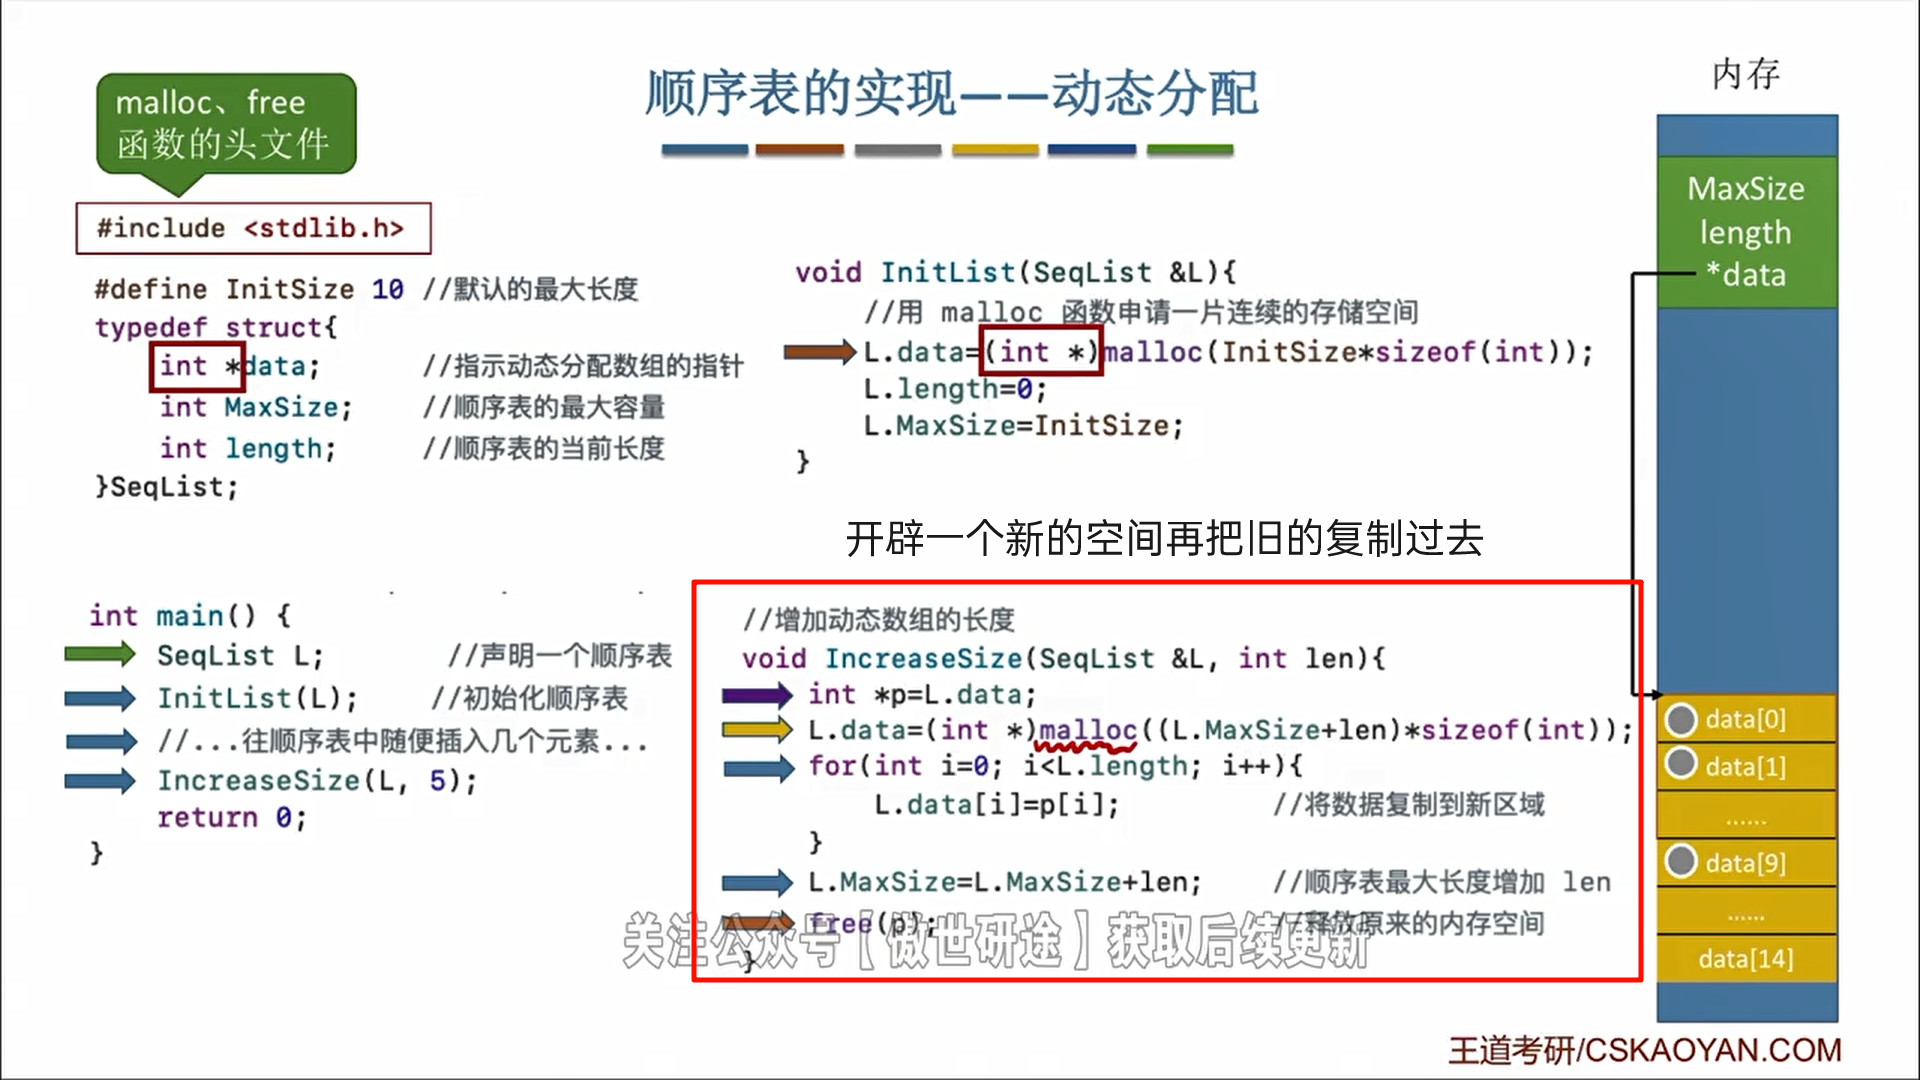 顺序表的实现——动态分配
malloc、free
函数的头文件
#include <stdlib.h>
#define InitSize 10 //默认的最大长度
typedef struct{
    int *data;      //指示动态分配数组的指针
    int MaxSize;    //顺序表的最大容量
    int length;     //顺序表的当前长度
}SeqList;
void InitList(SeqList &L){
    //用 malloc 函数申请一片连续的存储空间
    L.data=(int *)malloc(InitSize*sizeof(int));
    L.length=0;
    L.MaxSize=InitSize;
}
开辟一个新的空间再把旧的复制过去
int main() {
    SeqList L;        //声明一个顺序表
    InitList(L);     //初始化顺序表
    //...往顺序表中随便插入几个元素...
    IncreaseSize(L, 5);
    return 0;
}
//增加动态数组的长度
void IncreaseSize(SeqList &L, int len){
    int *p=L.data;
    L.data=(int *)malloc((L.MaxSize+len)*sizeof(int));
    for(int i=0; i<L.length; i++){
        L.data[i]=p[i];         //将数据复制到新区域
    }
    L.MaxSize=L.MaxSize+len;    //顺序表最大长度增加 len
    free(p);                    //释放原来的内存空间
}
关注公众号【傲世研途】获取后续更新
内存
MaxSize
length
*data
data[0]
data[1]
......
data[9]
......
data[14]
王道考研/CSKAOYAN.COM